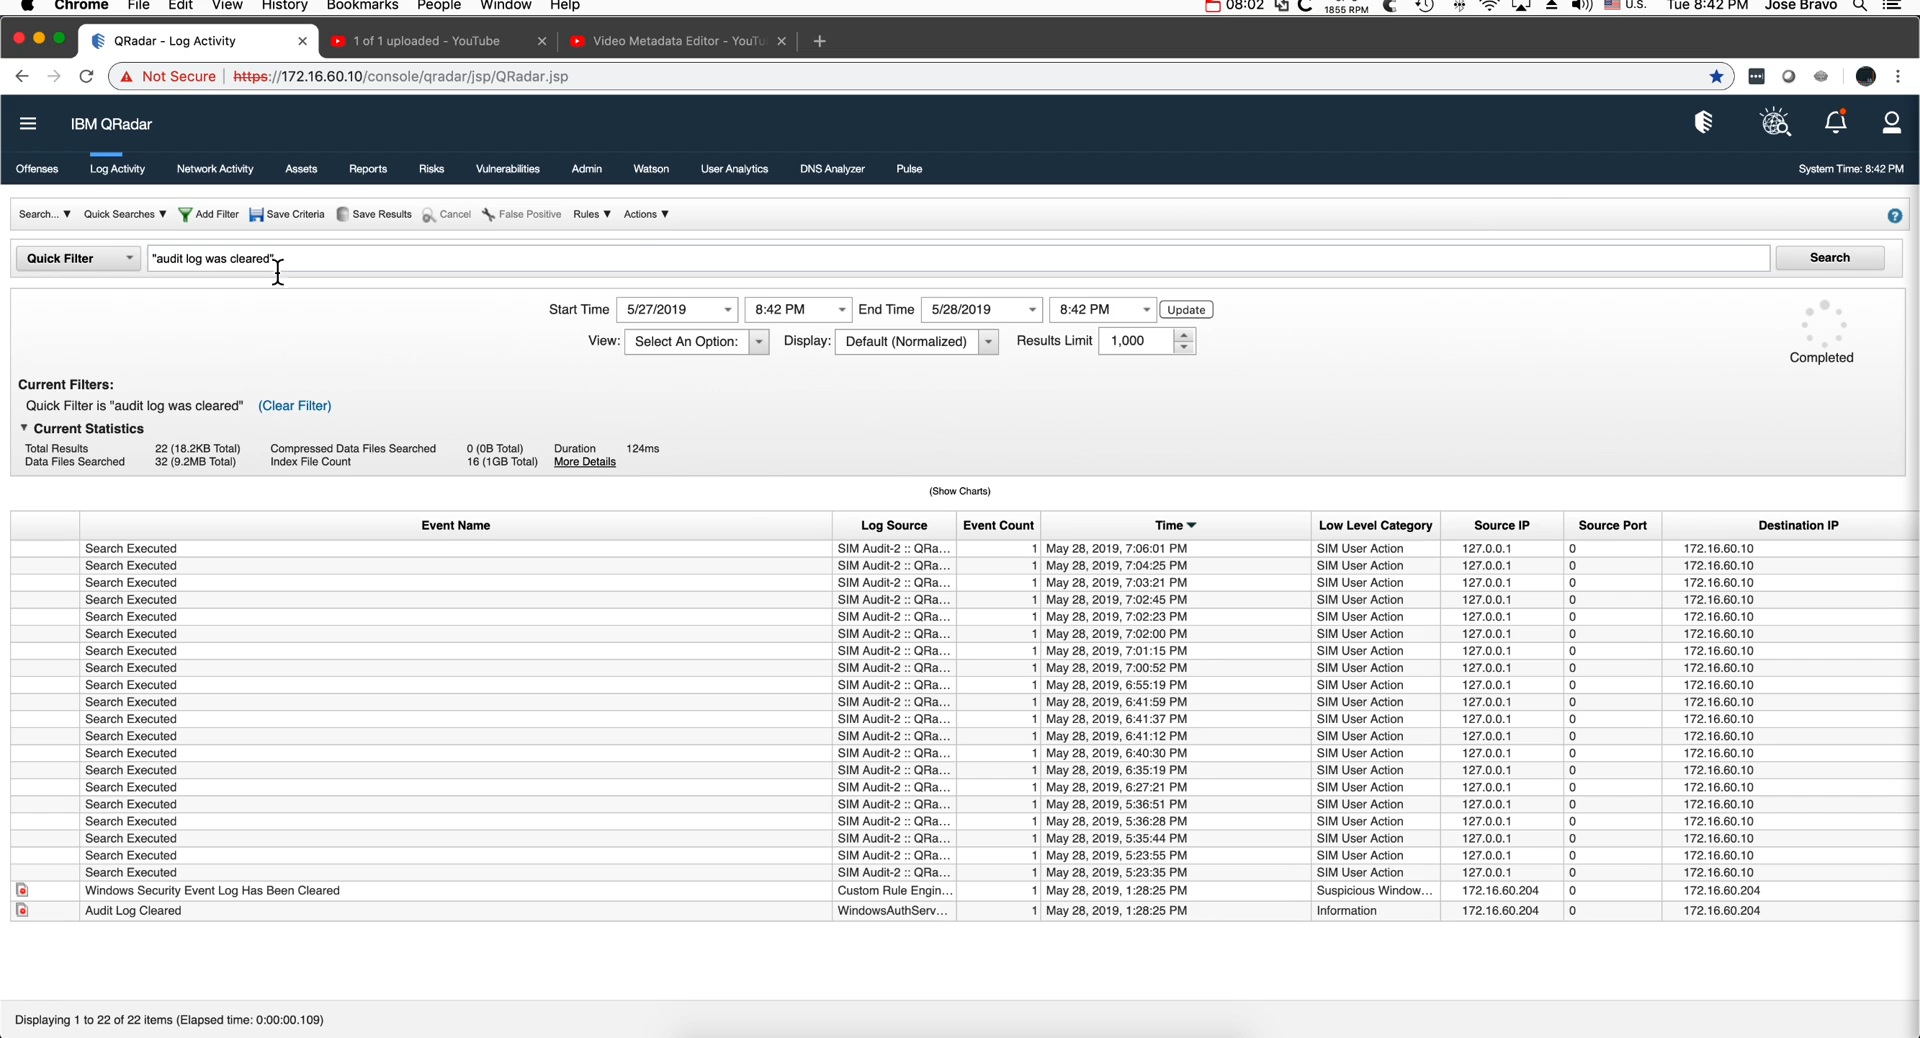 Chrome File Edit View History Bookmarks People Window Help 08:02 1855 RPM U.S. Tue 8:42 PM Jose Bravo
QRadar - Log Activity 1 of 1 uploaded - YouTube Video Metadata Editor - YouTu
Not Secure https://172.16.60.10/console/qradar/jsp/QRadar.jsp
IBM QRadar
Offenses Log Activity Network Activity Assets Reports Risks Vulnerabilities Admin Watson User Analytics DNS Analyzer Pulse System Time: 8:42 PM
Search... Quick Searches Add Filter Save Criteria Save Results Cancel False Positive Rules Actions
Quick Filter "audit log was cleared" Search
Start Time 5/27/2019 8:42 PM End Time 5/28/2019 8:42 PM Update
View: Select An Option: Display: Default (Normalized) Results Limit 1,000
Completed
Current Filters:
Quick Filter is "audit log was cleared" (Clear Filter)
Current Statistics
Total Results 22 (18.2KB Total) Compressed Data Files Searched 0 (0B Total) Duration 124ms
Data Files Searched 32 (9.2MB Total) Index File Count 16 (1GB Total) More Details
(Show Charts)
Event Name Log Source Event Count Time Low Level Category Source IP Source Port Destination IP
Search Executed SIM Audit-2 :: QRa... 1 May 28, 2019, 7:06:01 PM SIM User Action 127.0.0.1 0 172.16.60.10
Search Executed SIM Audit-2 :: QRa... 1 May 28, 2019, 7:04:25 PM SIM User Action 127.0.0.1 0 172.16.60.10
Search Executed SIM Audit-2 :: QRa... 1 May 28, 2019, 7:03:21 PM SIM User Action 127.0.0.1 0 172.16.60.10
Search Executed SIM Audit-2 :: QRa... 1 May 28, 2019, 7:02:45 PM SIM User Action 127.0.0.1 0 172.16.60.10
Search Executed SIM Audit-2 :: QRa... 1 May 28, 2019, 7:02:23 PM SIM User Action 127.0.0.1 0 172.16.60.10
Search Executed SIM Audit-2 :: QRa... 1 May 28, 2019, 7:02:00 PM SIM User Action 127.0.0.1 0 172.16.60.10
Search Executed SIM Audit-2 :: QRa... 1 May 28, 2019, 7:01:15 PM SIM User Action 127.0.0.1 0 172.16.60.10
Search Executed SIM Audit-2 :: QRa... 1 May 28, 2019, 7:00:52 PM SIM User Action 127.0.0.1 0 172.16.60.10
Search Executed SIM Audit-2 :: QRa... 1 May 28, 2019, 6:55:19 PM SIM User Action 127.0.0.1 0 172.16.60.10
Search Executed SIM Audit-2 :: QRa... 1 May 28, 2019, 6:41:59 PM SIM User Action 127.0.0.1 0 172.16.60.10
Search Executed SIM Audit-2 :: QRa... 1 May 28, 2019, 6:41:37 PM SIM User Action 127.0.0.1 0 172.16.60.10
Search Executed SIM Audit-2 :: QRa... 1 May 28, 2019, 6:41:12 PM SIM User Action 127.0.0.1 0 172.16.60.10
Search Executed SIM Audit-2 :: QRa... 1 May 28, 2019, 6:40:30 PM SIM User Action 127.0.0.1 0 172.16.60.10
Search Executed SIM Audit-2 :: QRa... 1 May 28, 2019, 6:35:19 PM SIM User Action 127.0.0.1 0 172.16.60.10
Search Executed SIM Audit-2 :: QRa... 1 May 28, 2019, 6:27:21 PM SIM User Action 127.0.0.1 0 172.16.60.10
Search Executed SIM Audit-2 :: QRa... 1 May 28, 2019, 5:36:51 PM SIM User Action 127.0.0.1 0 172.16.60.10
Search Executed SIM Audit-2 :: QRa... 1 May 28, 2019, 5:36:28 PM SIM User Action 127.0.0.1 0 172.16.60.10
Search Executed SIM Audit-2 :: QRa... 1 May 28, 2019, 5:35:44 PM SIM User Action 127.0.0.1 0 172.16.60.10
Search Executed SIM Audit-2 :: QRa... 1 May 28, 2019, 5:23:55 PM SIM User Action 127.0.0.1 0 172.16.60.10
Search Executed SIM Audit-2 :: QRa... 1 May 28, 2019, 5:23:35 PM SIM User Action 127.0.0.1 0 172.16.60.10
Windows Security Event Log Has Been Cleared Custom Rule Engin... 1 May 28, 2019, 1:28:25 PM Suspicious Window... 172.16.60.204 0 172.16.60.204
Audit Log Cleared WindowsAuthServ... 1 May 28, 2019, 1:28:25 PM Information 172.16.60.204 0 172.16.60.204
Displaying 1 to 22 of 22 items (Elapsed time: 0:00:00.109)